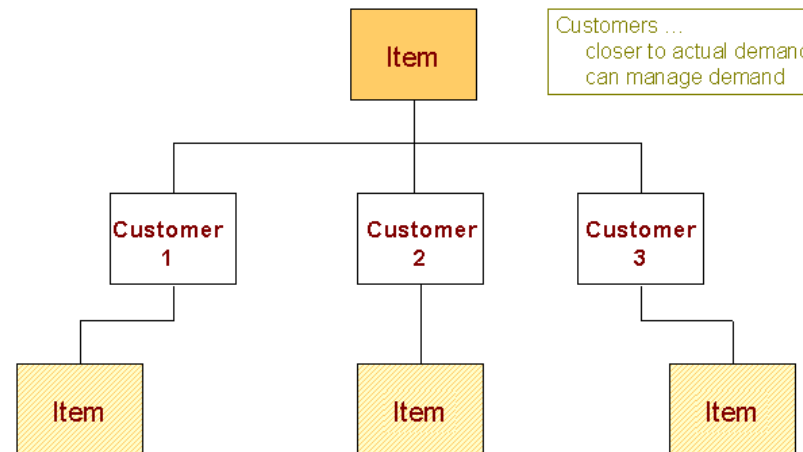 Item
Customers ...
closer to actual demand
can manage demand
Customer
1
Customer
2
Customer
3
Item
Item
Item